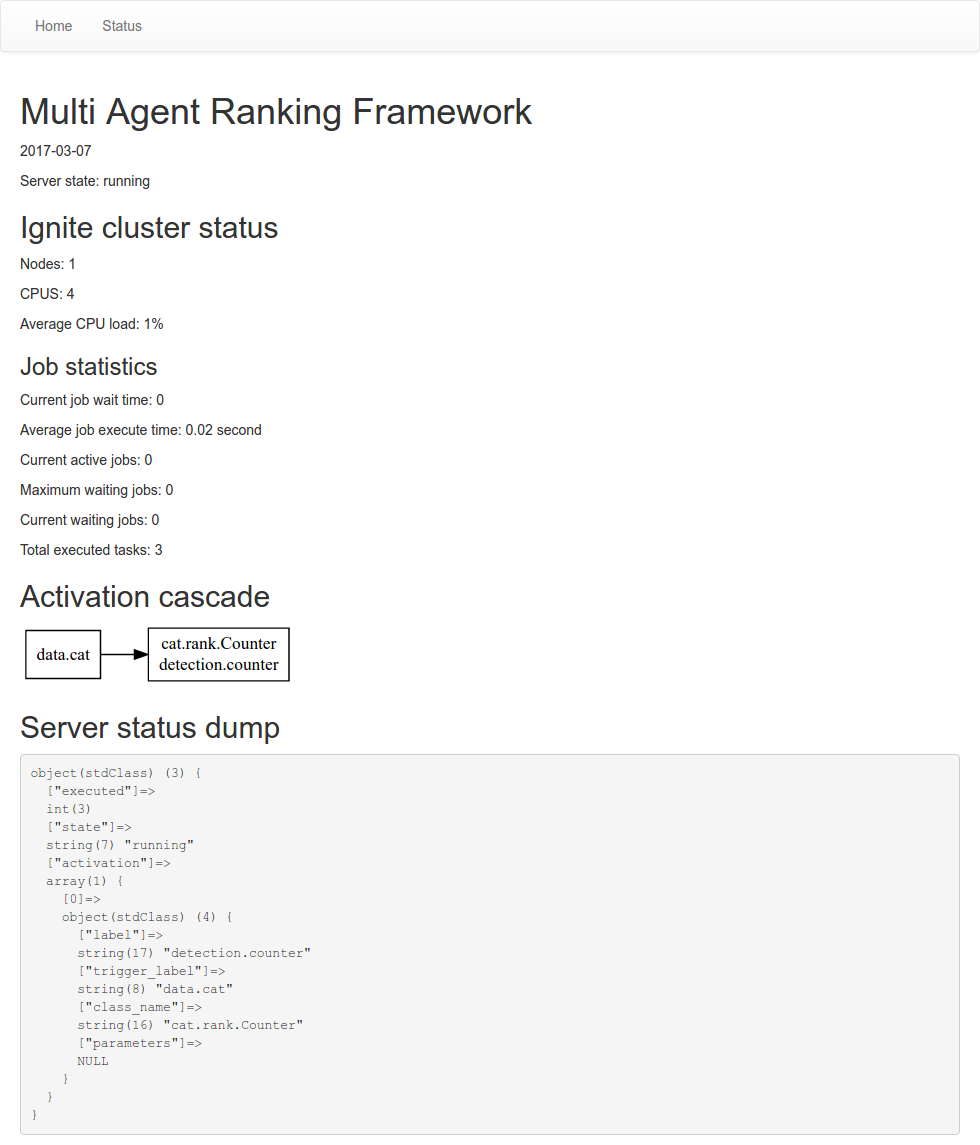 Home Status
Multi Agent Ranking Framework
2017-03-07
Server state: running
Ignite cluster status
Nodes: 1
CPUS: 4
Average CPU load: 1%
Job statistics
Current job wait time: 0
Average job execute time: 0.02 second
Current active jobs: 0
Maximum waiting jobs: 0
Current waiting jobs: 0
Total executed tasks: 3
Activation cascade
data.cat
cat.rank.Counter
detection.counter
Server status dump
object(stdClass) (3) {
  ["executed"]=>
  int(3)
  ["state"]=>
  string(7) "running"
  ["activation"]=>
  array(1) {
    [0]=>
    object(stdClass) (4) {
      ["label"]=>
      string(17) "detection.counter"
      ["trigger_label"]=>
      string(8) "data.cat"
      ["class_name"]=>
      string(16) "cat.rank.Counter"
      ["parameters"]=>
      NULL
    }
  }
}